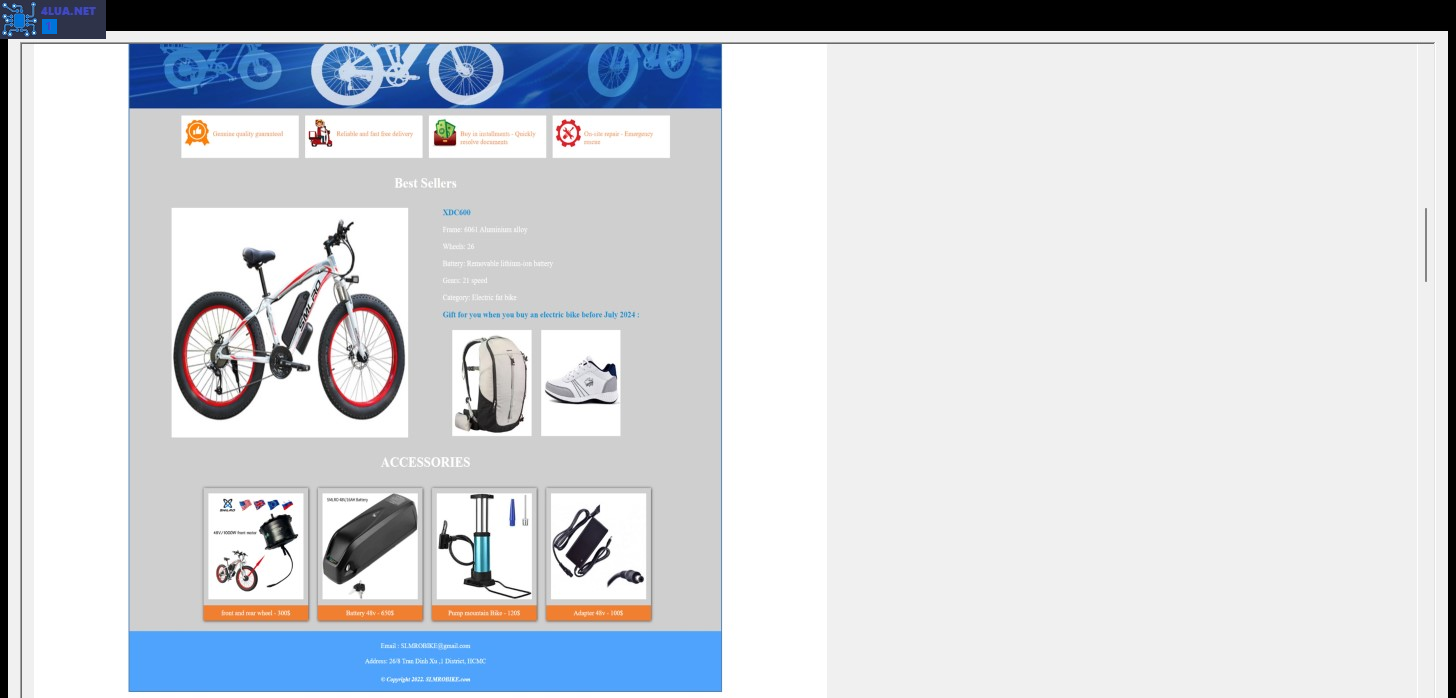 4LUA.NET
Genuine quality guaranteed
Reliable and fast free delivery
Buy in installments - Quickly
resolve documents
On-site repair - Emergency
rescue
Best Sellers
XDC600
Frame: 6061 Aluminium alloy
Wheels: 26
Battery: Removable lithium-ion battery
Gears: 21 speed
Category: Electric fat bike
Gift for you when you buy an electric bike before July 2024 :
SMLRO
ACCESSORIES
SMLRO
48V/1000W front motor
SMLRO 48V/16AH Battery
front and rear wheel - 300$
Battery 48v - 650$
Pump mountain Bike - 120$
Adapter 48v - 100$
Email : SLMROBIKE@gmail.com
Address: 26/8 Tran Dinh Xu ,1 District, HCMC
© Copyright 2022. SLMROBIKE.com